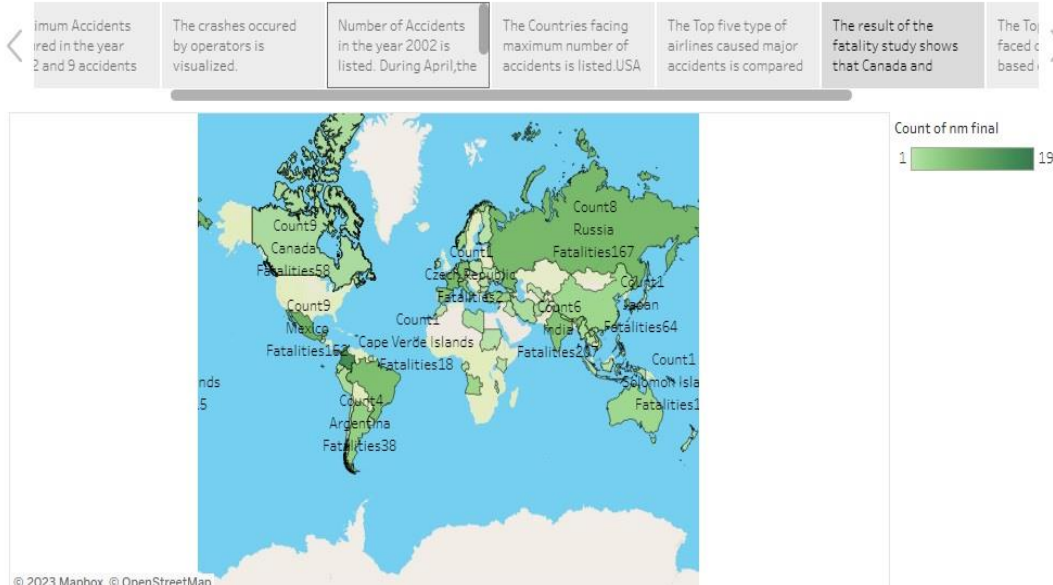 imum Accidents
ured in the year
2 and 9 accidents
The crashes occured
by operators is
visualized.
Number of Accidents
in the year 2002 is
listed. During April,the
The Countries facing
maximum number of
accidents is listed.USA
The Top five type of
airlines caused major
accidents is compared
The result of the
fatality study shows
that Canada and
The Top
faced
based
Count of nm final
1
19
Count8
Russia
Fatalities167
Count9
Canada
Fatalities58
Count1
Czech Republic
Fatalities2
Count1
Japan
Fatalities64
Count9
Mexico
Fatalities162
Count6
India
Count1
Cape Verde Islands
Fatalities18
Count1
Solomon Isla
Fatalities1
nds
.5
Count4
Argentina
Fatalities38
© 2023 Mapbox © OpenStreetMap